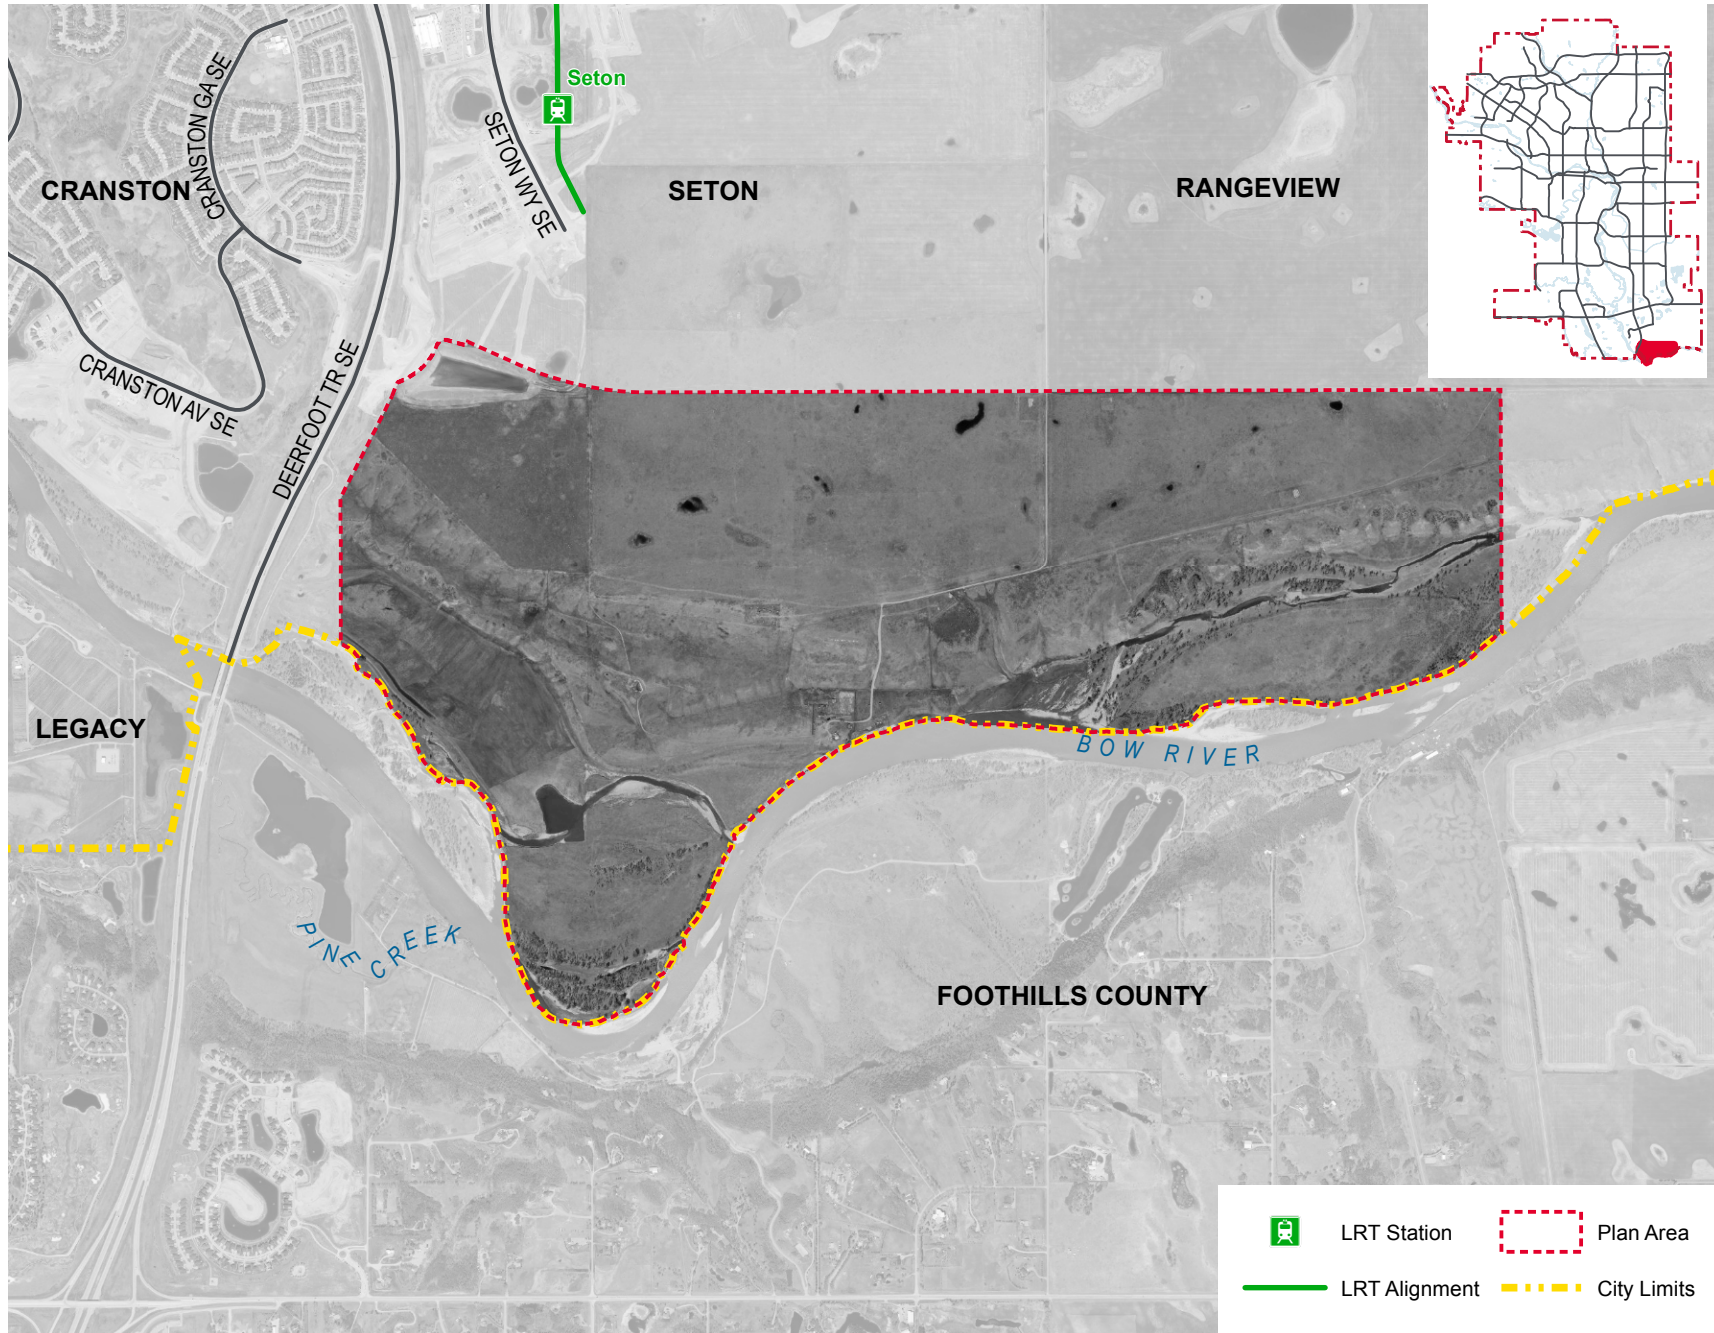 Seton
CRANSTON GA SE
SETON WY SE
CRANSTON
SETON
RANGEVIEW
CRANSTON AV SE
DEERFOOT TR SE
LEGACY
BOW RIVER
PINE CREEK
FOOTHILLS COUNTY
LRT Station
Plan Area
LRT Alignment
City Limits